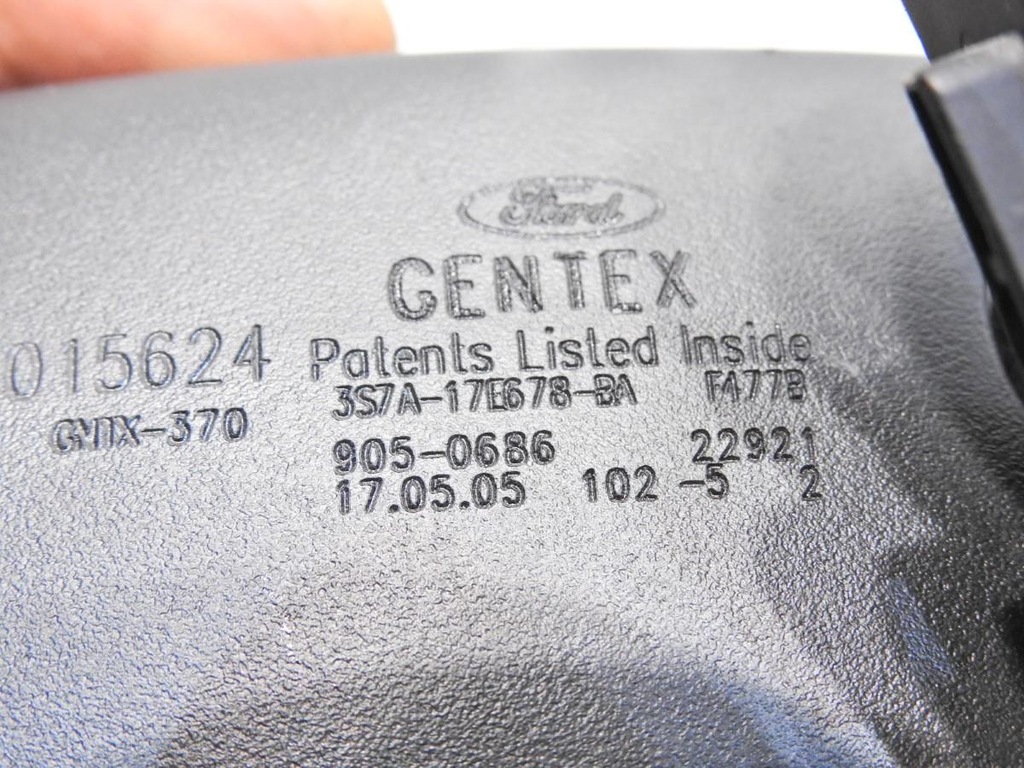 Ford
GENTEX
015624 Patents Listed Inside
GNTX-370 3S7A-17E678-BA F477B
905-0686 22921
17.05.05 102 -5 2